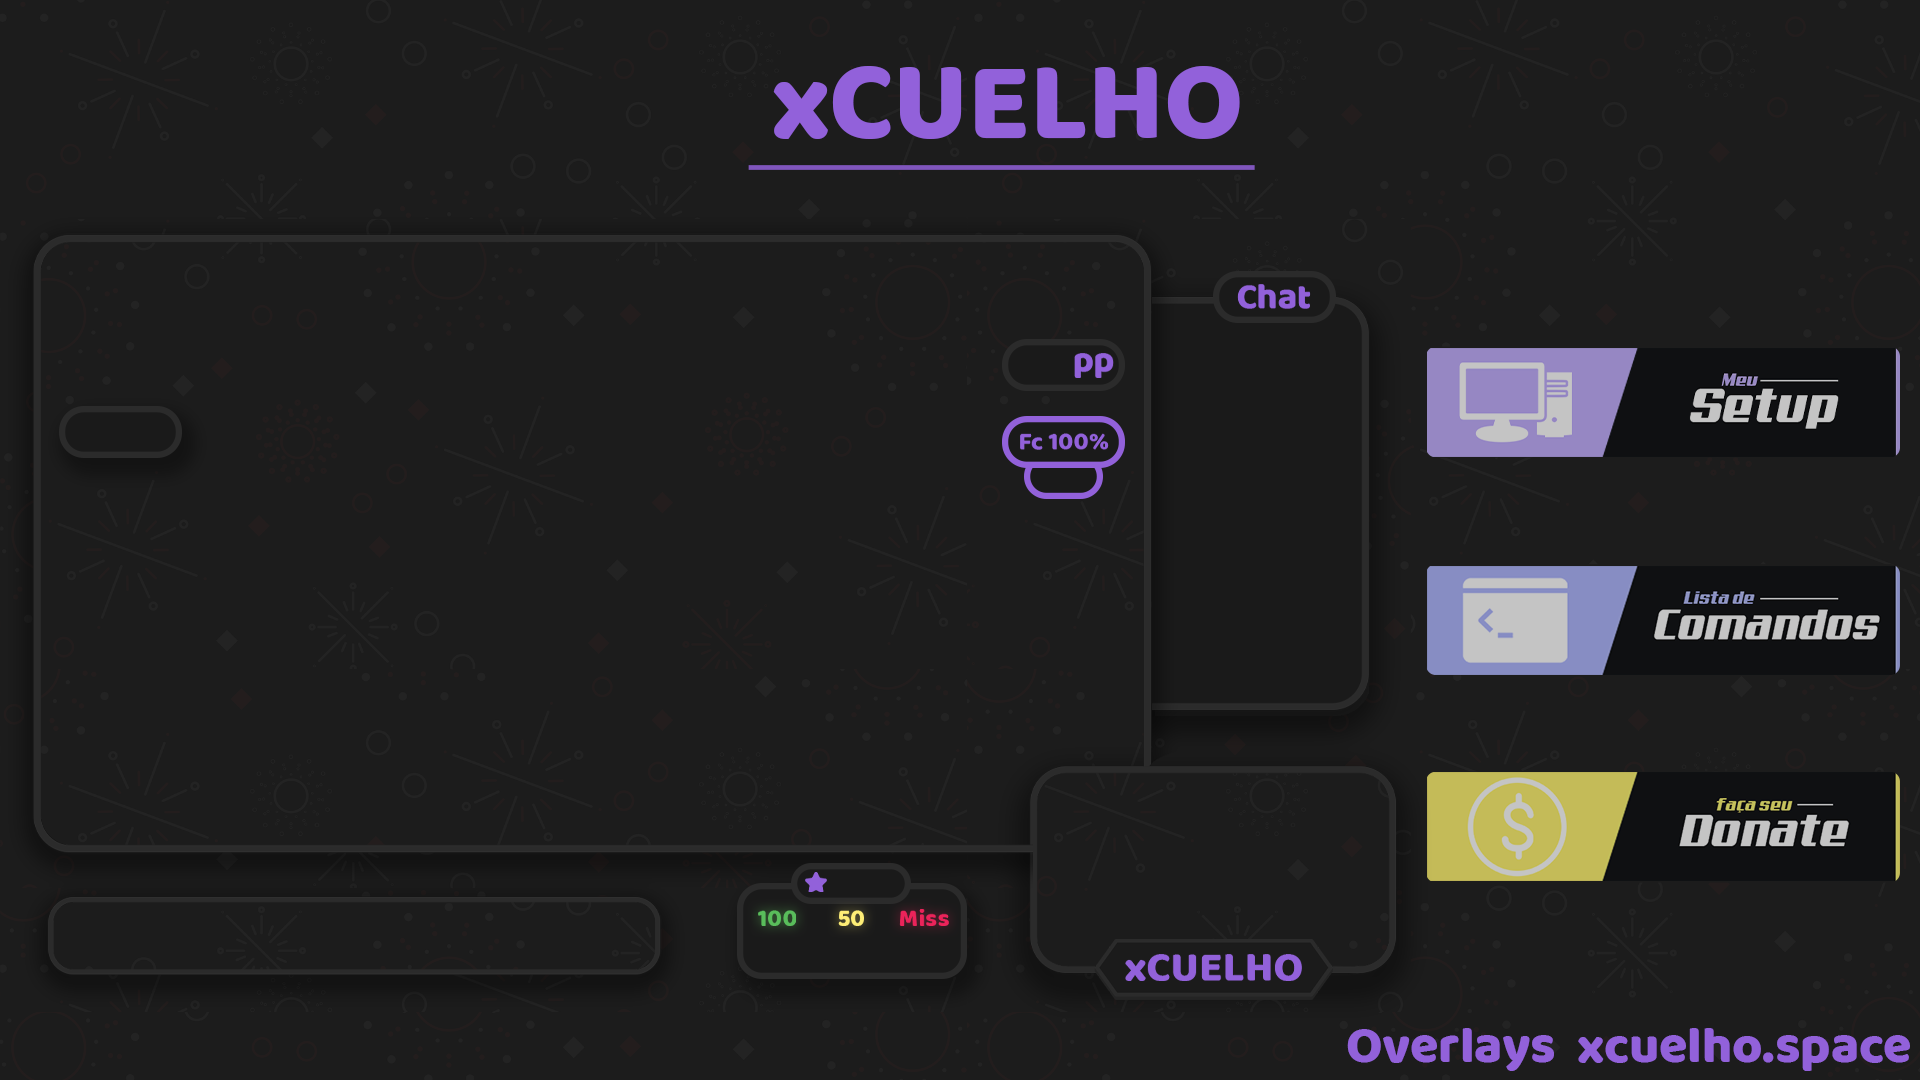 xCUELHO
Chat
pp
Fc 100%
Meu
Setup
Lista de
Comandos
faça seu
Donate
100 50 Miss
xCUELHO
Overlays xcuelho.space